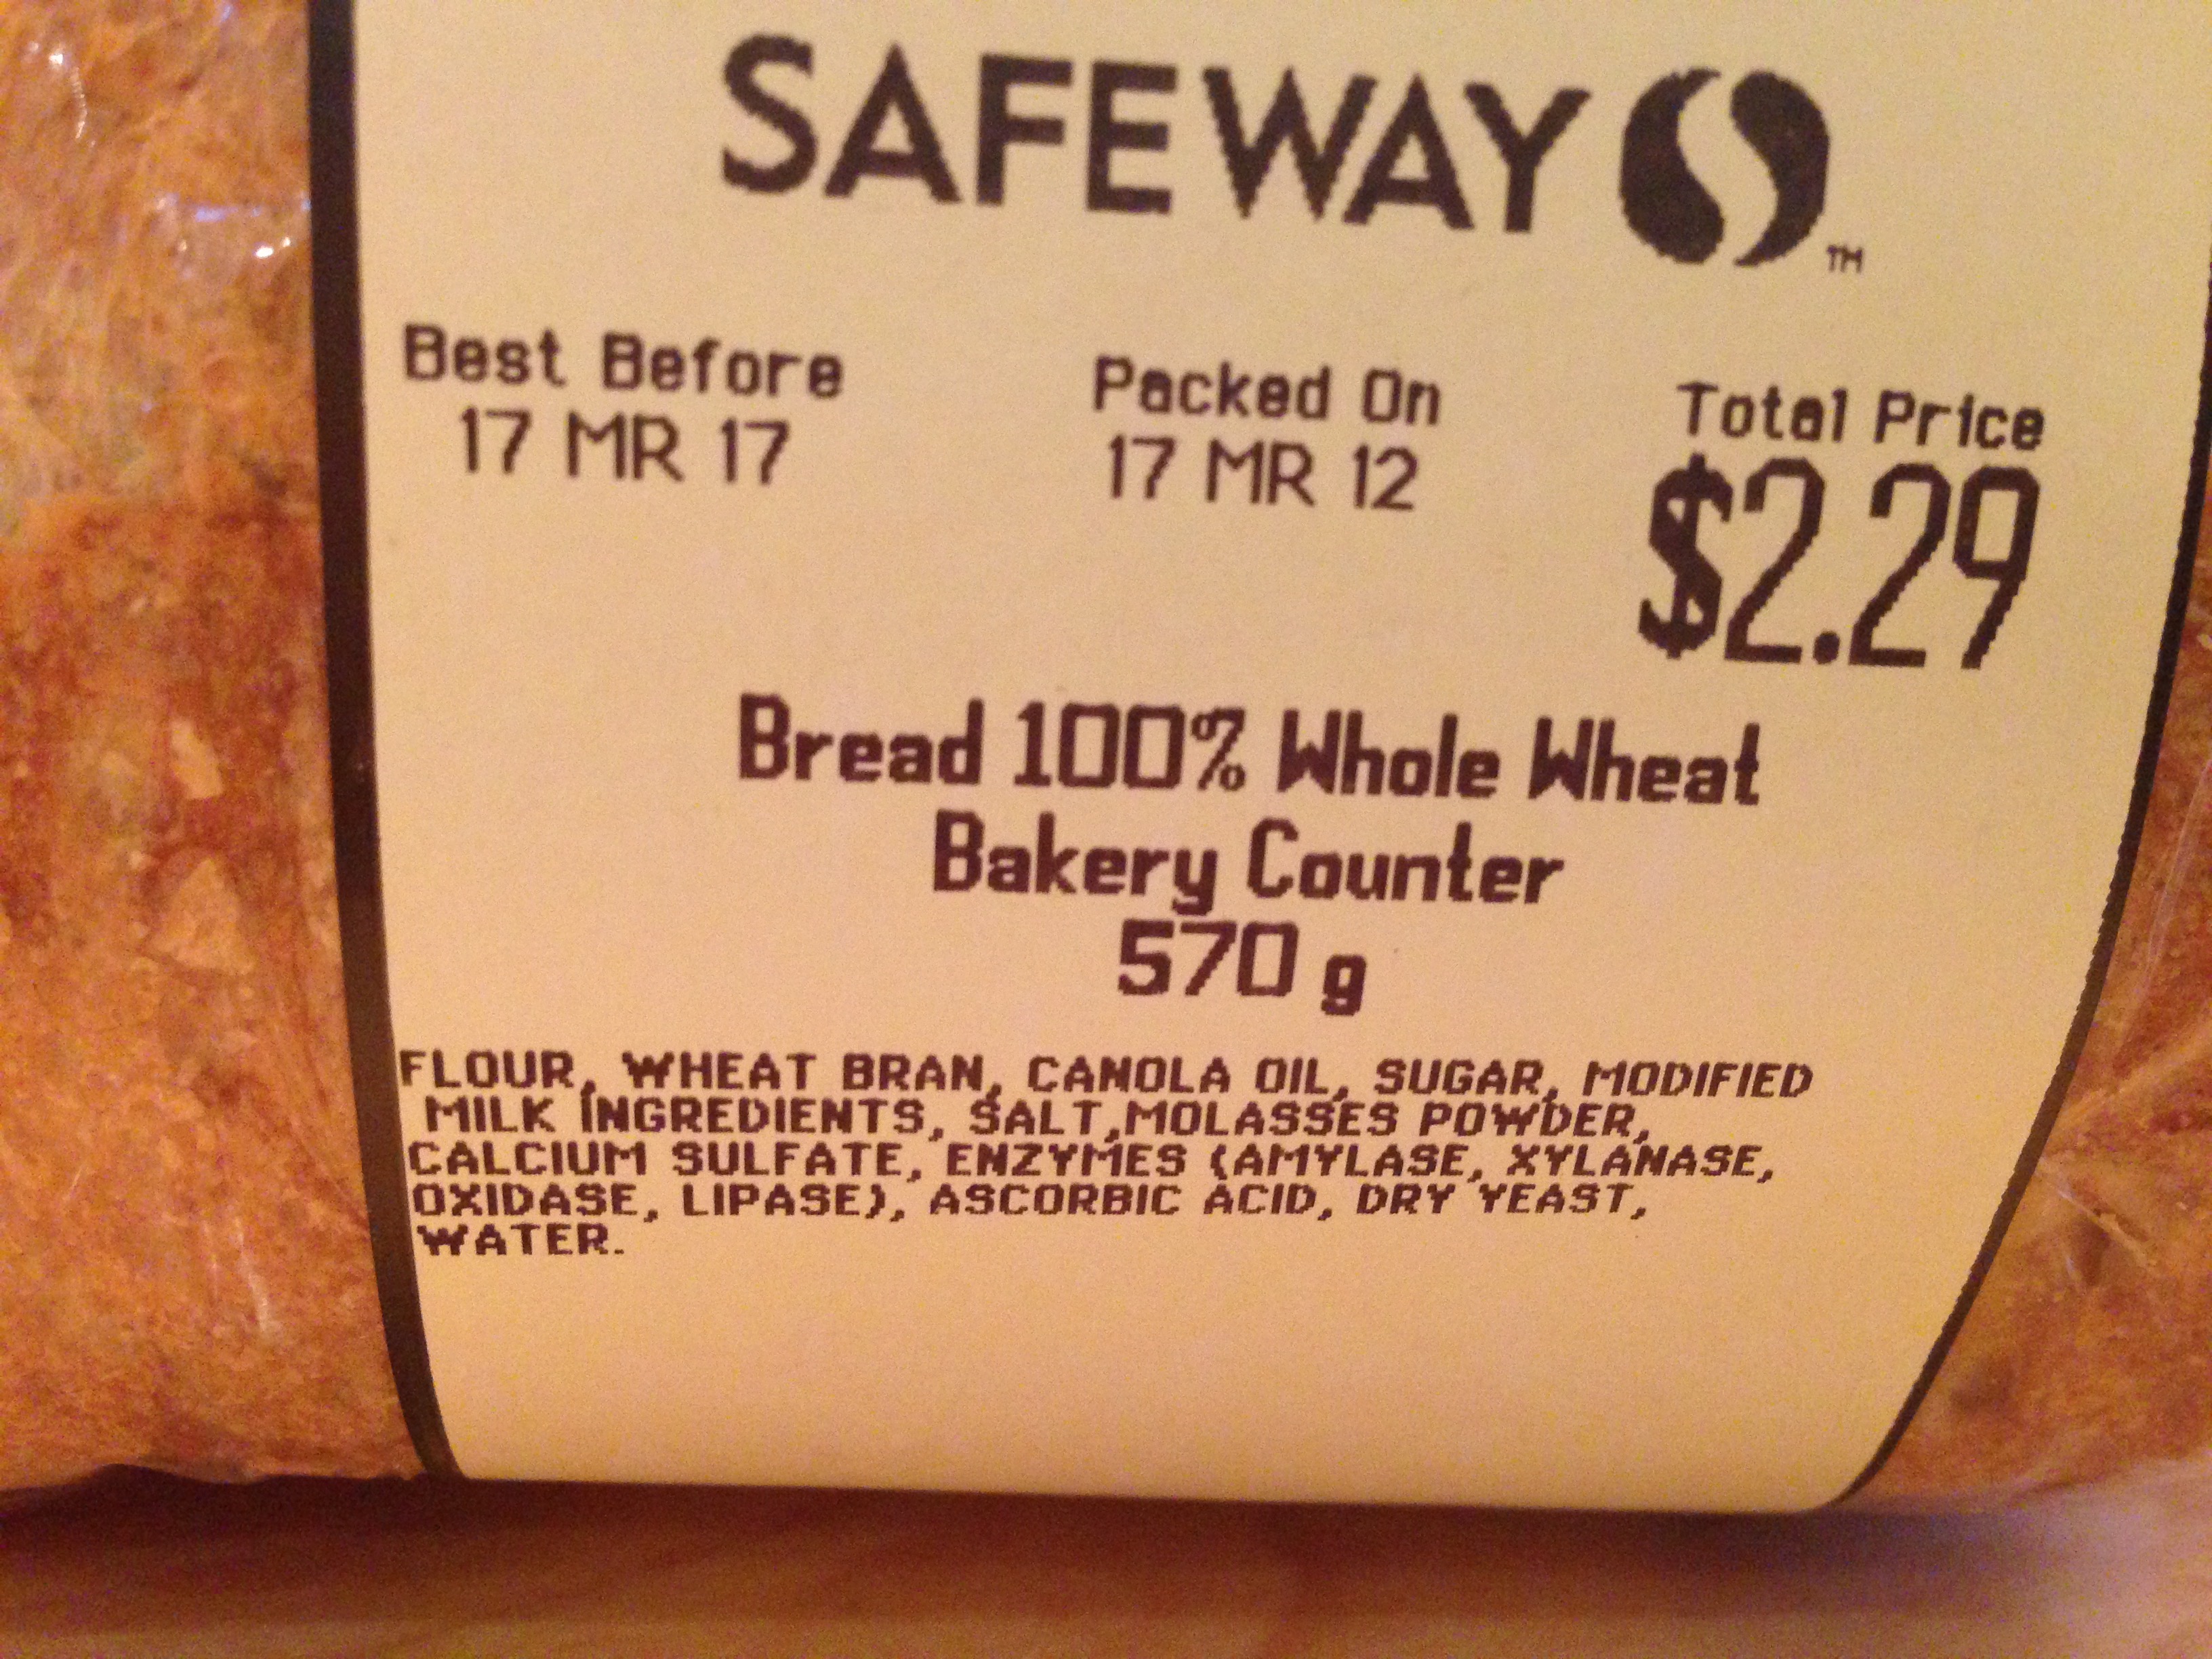 SAFEWAY TM
Best Before Packed On Total Price
17 MR 17 17 MR 12 $2.29
Bread 100% Whole Wheat
Bakery Counter
570 g
FLOUR, WHEAT BRAN, CANOLA OIL, SUGAR, MODIFIED
MILK INGREDIENTS, SALT,MOLASSES POWDER,
CALCIUM SULFATE, ENZYMES (AMYLASE, XYLANASE,
OXIDASE, LIPASE), ASCORBIC ACID, DRY YEAST,
WATER.